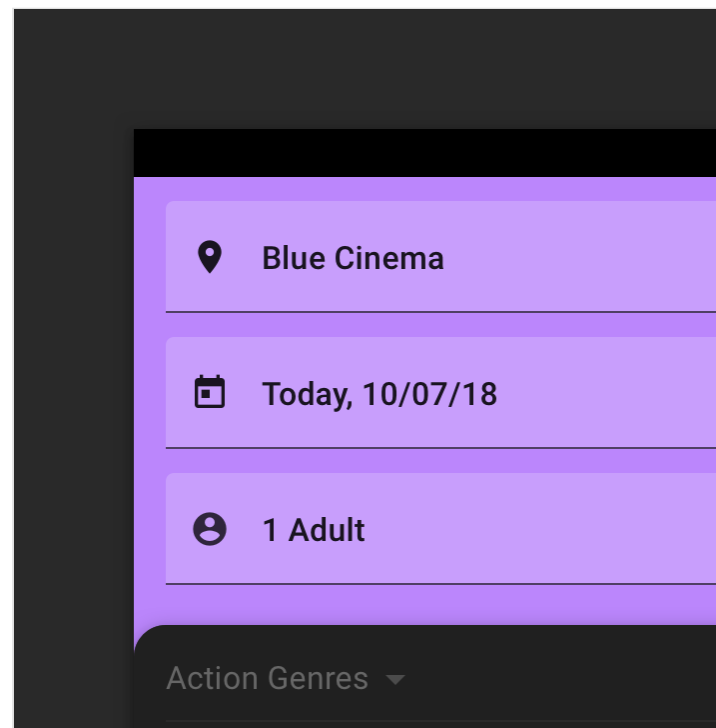 Blue Cinema
Today, 10/07/18
1 Adult
Action Genres